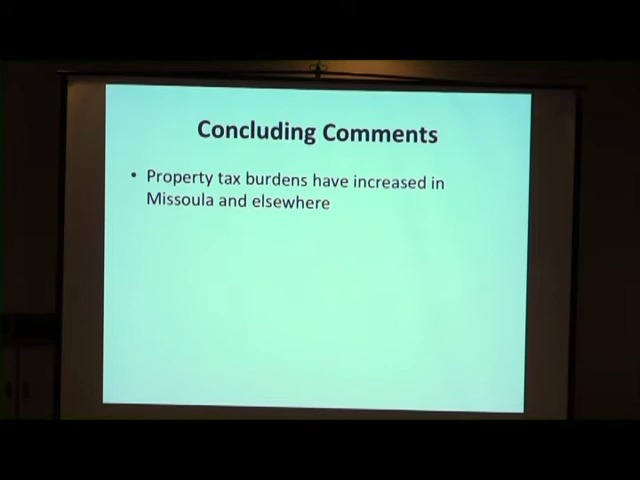 Concluding Comments
• Property tax burdens have increased in
Missoula and elsewhere